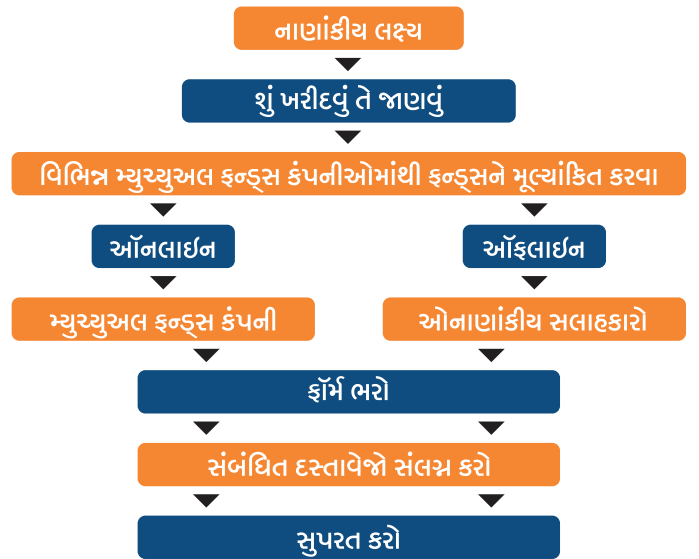 નાણાંકીય લક્ષ્ય
શું ખરીદવું તે જાણવું
વિભિન્ન મ્યુચ્યુઅલ ફન્ડ્સ કંપનીઓમાંથી ફન્ડ્સને મૂલ્યાંકિત કરવા
ઑનલાઇન
ઑફલાઇન
મ્યુચ્યુઅલ ફન્ડ્સ કંપની
ઓનાણાંકીય સલાહકારો
ફૉર્મ ભરો
સંબંધિત દસ્તાવેજો સંલગ્ન કરો
સુપરત કરો